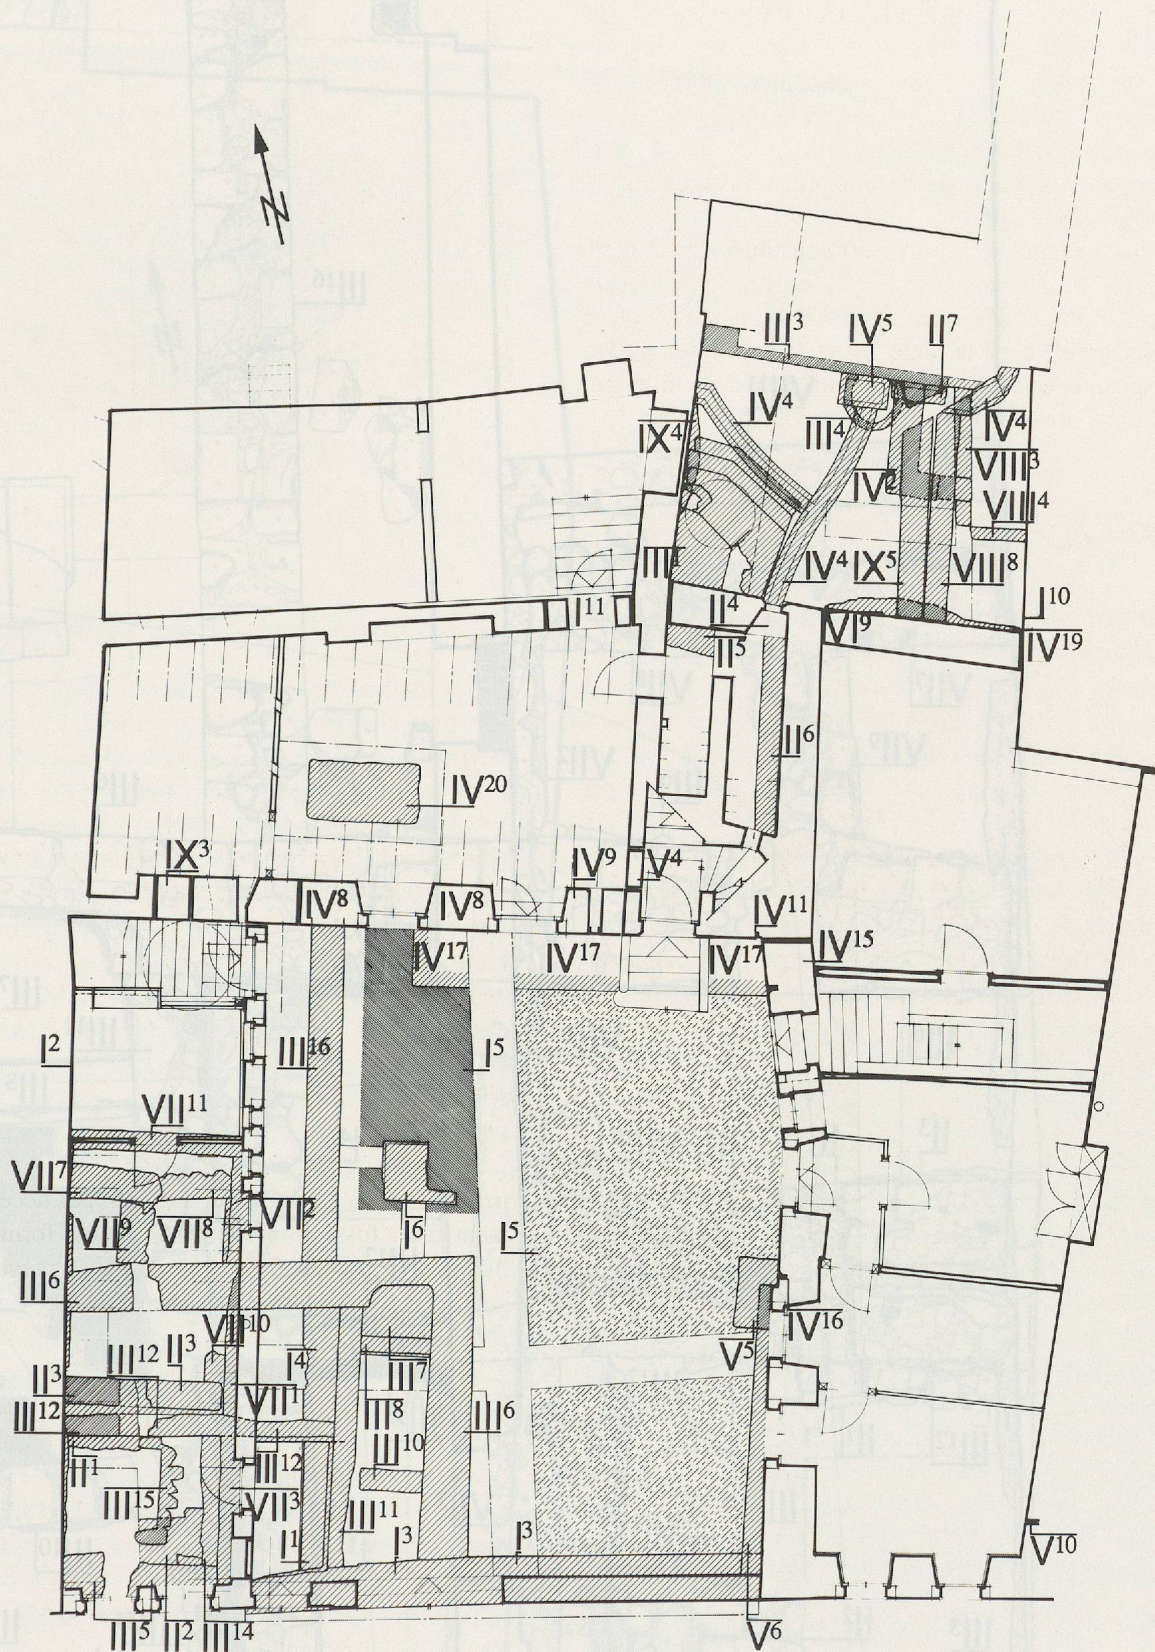 N
III³ IV⁵ II⁷
IV⁴ IV⁴
IX⁴ III⁴
VIII³
IV²
VIII⁴
III¹ IV⁴ IX⁵ VIII⁸
I¹¹ II⁴ I¹⁰
II⁵ VI⁹ IV¹⁹
II⁶
IV²⁰
IX³ IV⁹ V⁴
IV⁸ IV⁸ IV¹¹
IV¹⁷ IV¹⁷ IV¹⁷ IV¹⁵
I² III¹⁶ I⁵
VII¹¹
VII⁷
VII⁹ VII⁸ VII² I⁶ I⁵
III⁶
VIII¹⁰ IV¹⁶
III¹² II³ I⁴ V⁵
II³ III⁷
III¹² VII¹ III⁸ III⁶
II¹ III¹² III¹⁰
III¹⁵ VII³ III¹¹
I¹ I³ I³ V¹⁰
III⁵ II² III¹⁴ V⁶